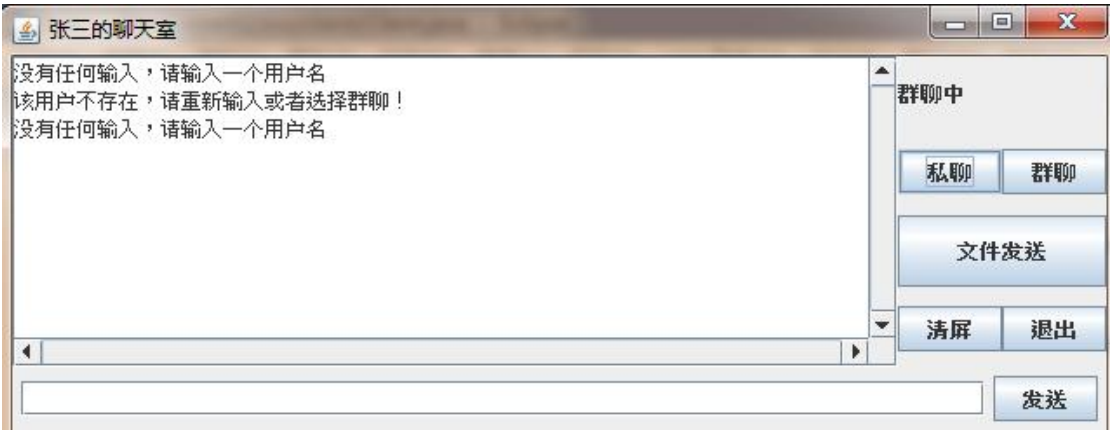 张三的聊天室
没有任何输入，请输入一个用户名
该用户不存在，请重新输入或者选择群聊！
没有任何输入，请输入一个用户名
群聊中
私聊
群聊
文件发送
清屏
退出
发送